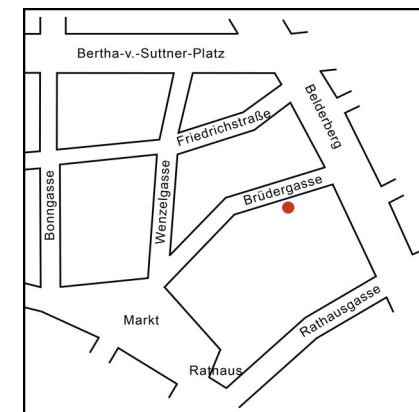 Bertha-v.-Suttner-Platz
Friedrichstraße
Belderberg
Bonngasse
Wenzelgasse
Brüdergasse
Markt
Rathausgasse
Rathaus